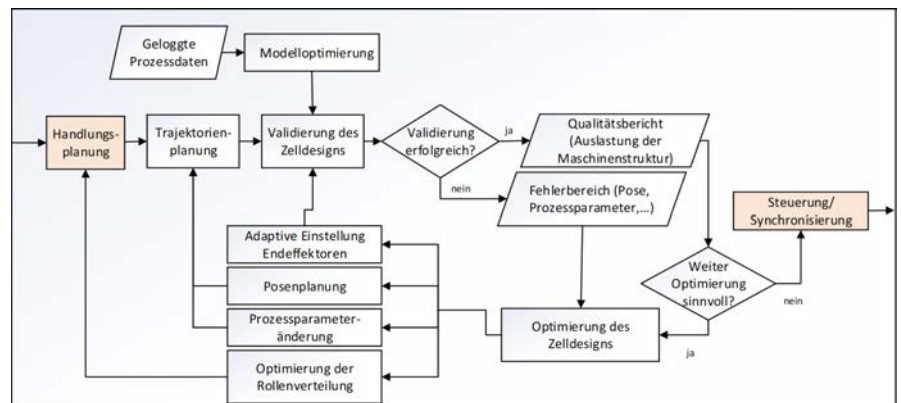 Geloggte
Prozessdaten
Modelloptimierung
Handlungs-
planung
Trajektorien-
planung
Validierung des
Zelldesigns
Validierung
erfolgreich?
ja
nein
Qualitätsbericht
(Auslastung der
Maschinenstruktur)
Fehlerbereich (Pose,
Prozessparameter,...)
Steuerung/
Synchronisierung
Adaptive Einstellung
Endeffektoren
Posenplanung
Prozessparameter-
änderung
Optimierung der
Rollenverteilung
Optimierung des
Zelldesigns
Weiter
Optimierung
sinnvoll?
nein
ja